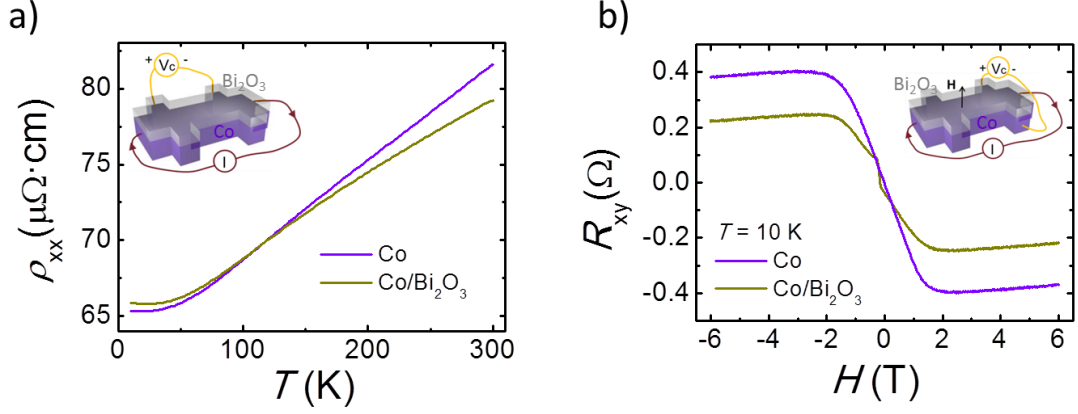 a)
ρxx (μΩ·cm)
80
75
70
65
0
100
200
300
T (K)
+ Vc -
Bi₂O₃
Co
I
Co
Co/Bi₂O₃
b)
Rxy (Ω)
0.4
0.2
0.0
-0.2
-0.4
-6
-4
-2
0
2
4
6
H (T)
+ Vc -
Bi₂O₃
H
Co
I
T = 10 K
Co
Co/Bi₂O₃